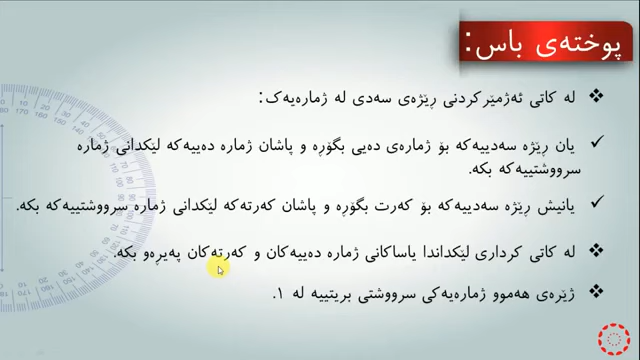 پوختەی باس:
لە کاتی ئەژمێرکردنی ڕێژەی سەدی لە ژمارەیەک:
یان ڕێژە سەدییەکە بۆ ژمارەی دەیی بگۆڕە و پاشان ژمارە دەییەکە لێکدانی ژمارە
سرووشتییەکە بکە.
یانیش ڕێژە سەدییەکە بۆ کەرت بگۆڕە و پاشان کەرتەکە لێکدانی ژمارە سرووشتییەکە بکە.
لە کاتی کرداری لێکداندا یاساکانی ژمارە دەییەکان و کەرتەکان پەیڕەو بکە.
ژێرەی هەموو ژمارەیەکی سرووشتی بریتییە لە ١.